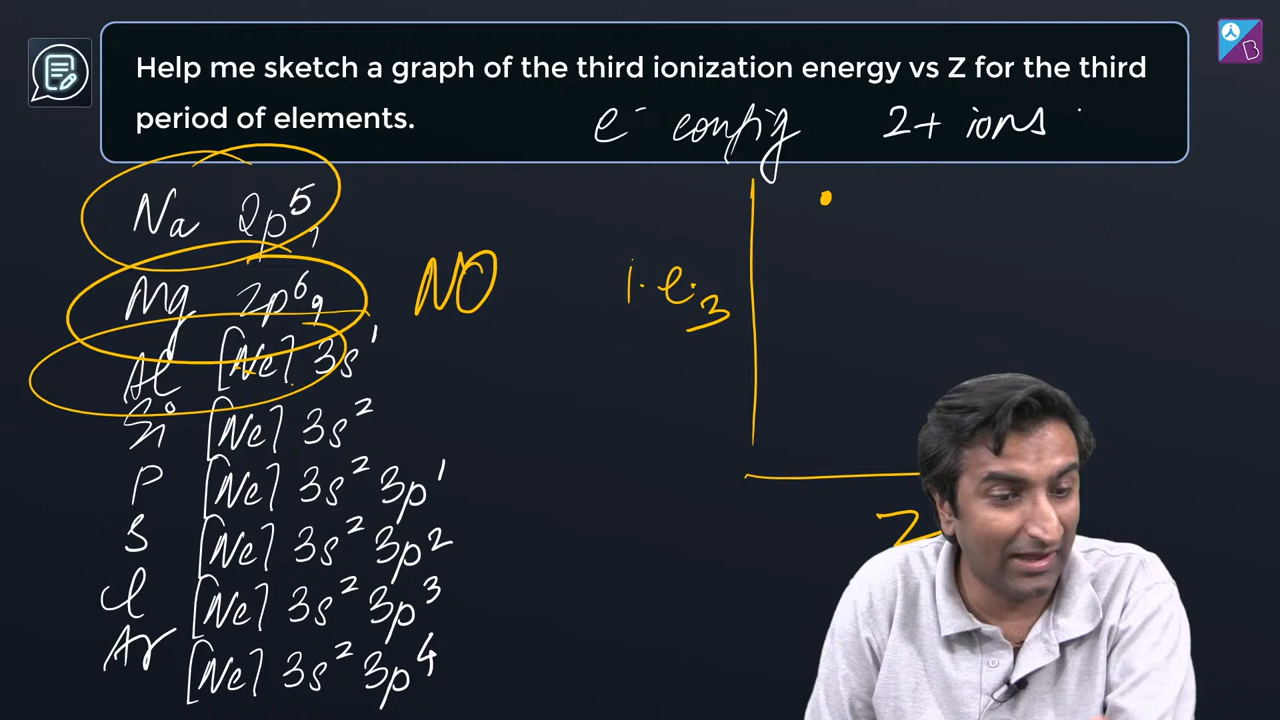 Help me sketch a graph of the third ionization energy vs Z for the third
period of elements.
e⁻ config 2+ ions
Na 2p⁵
Mg 2p⁶
NO
Al [Ne] 3s¹
Si [Ne] 3s²
P [Ne] 3s² 3p¹
S [Ne] 3s² 3p²
Cl [Ne] 3s² 3p³
Ar [Ne] 3s² 3p⁴
i.e.₃
Z
B